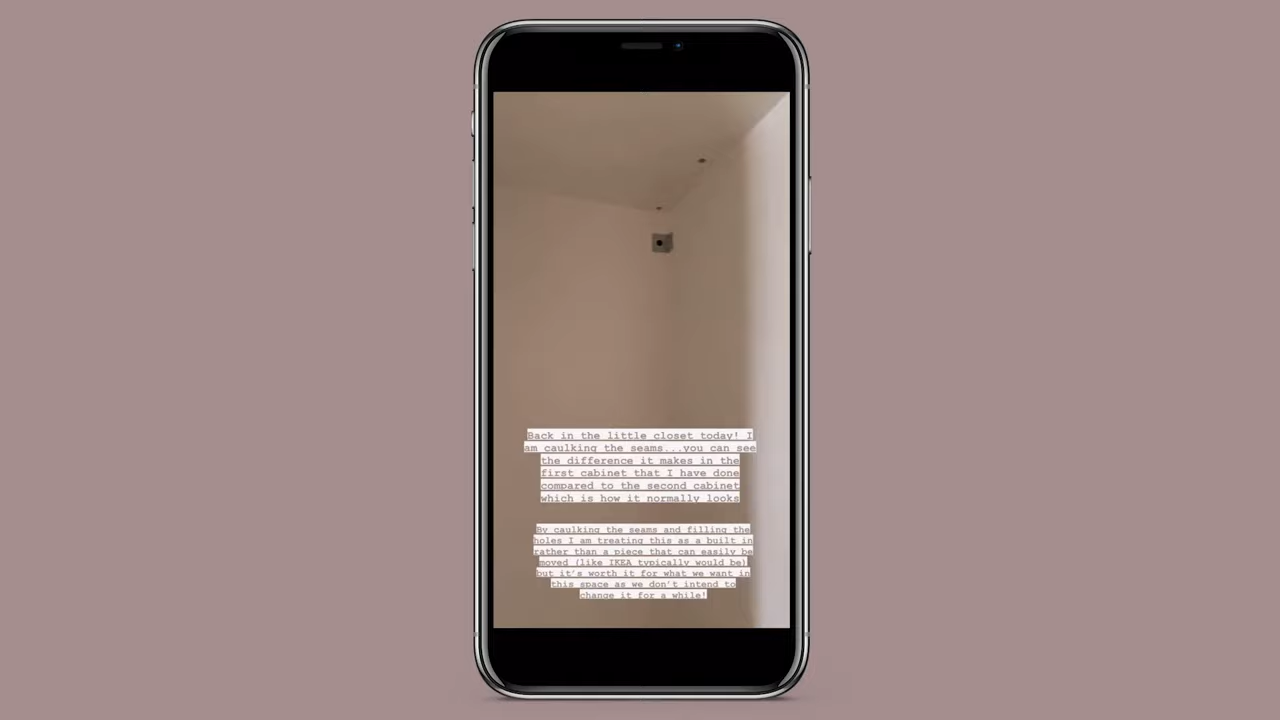 Back in the little closet today! I
am caulking the seams...you can see
the difference it makes in the
first cabinet that I have done
compared to the second cabinet
which is how it normally looks
By caulking the seams and filling the
holes I am treating this as a built in
rather than a piece that can easily be
moved (like IKEA typically would be)
but it's worth it for what we want in
this space as we don't intend to
change it for a while!